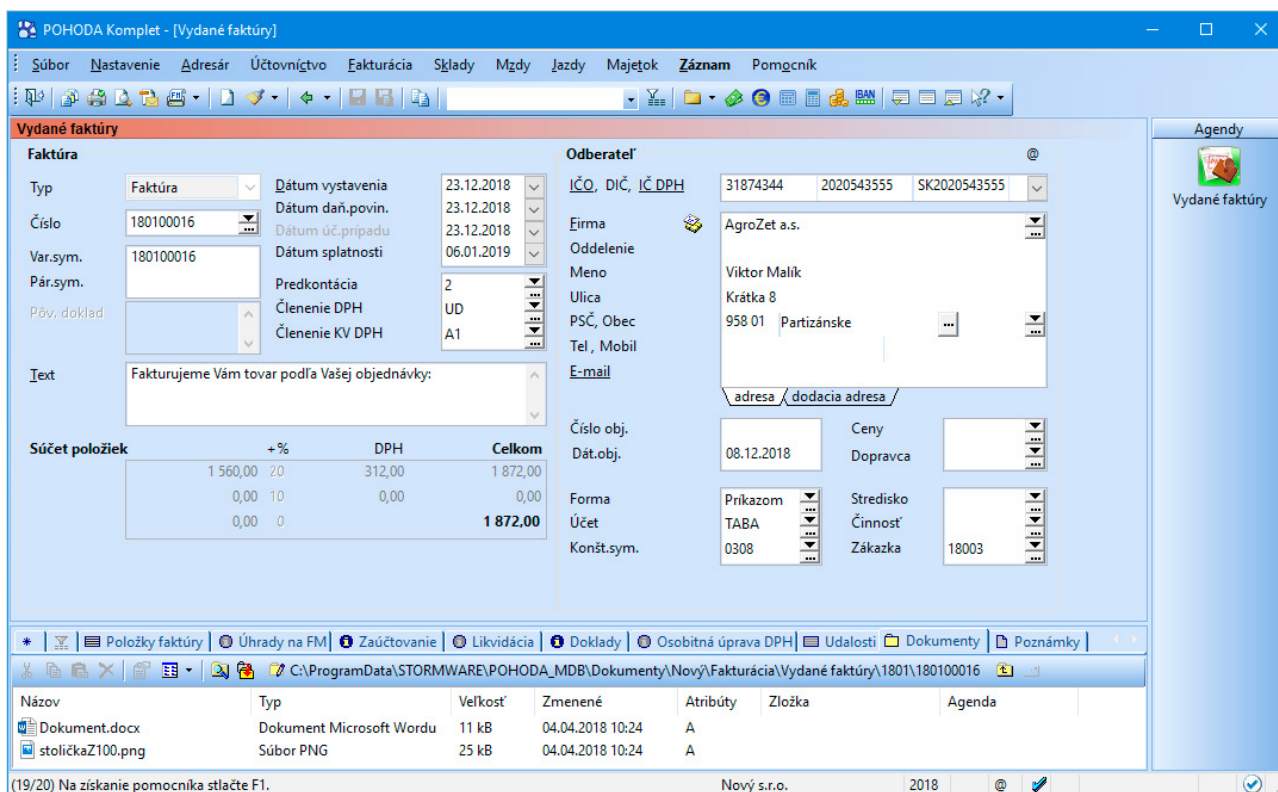 POHODA Komplet - [Vydané faktúry]
Súbor Nastavenie Adresár Účtovníctvo Fakturácia Sklady Mzdy Jazdy Majetok Záznam Pomocník
IBAN
Vydané faktúry
Agendy
Vydané faktúry
Faktúra
Typ Faktúra
Číslo 180100016
Var.sym. 180100016
Pár.sym.
Pôv. doklad
Dátum vystavenia 23.12.2018
Dátum daň.povin. 23.12.2018
Dátum úč.prípadu 23.12.2018
Dátum splatnosti 06.01.2019
Predkontácia 2
Členenie DPH UD
Členenie KV DPH A1
Text Fakturujeme Vám tovar podľa Vašej objednávky:
Súčet položiek +% DPH Celkom
1 560,00 20 312,00 1 872,00
0,00 10 0,00 0,00
0,00 0 1 872,00
Odberateľ @
IČO, DIČ, IČ DPH 31874344 2020543555 SK2020543555
Firma AgroZet a.s.
Oddelenie
Meno Viktor Malík
Ulica Krátka 8
PSČ, Obec 958 01 Partizánske ...
Tel , Mobil
E-mail
adresa dodacia adresa
Číslo obj. Ceny
Dát.obj. 08.12.2018 Dopravca
Forma Príkazom Stredisko
Účet TABA Činnosť
Konšt.sym. 0308 Zákazka 18003
* Položky faktúry Úhrady na FM Zaúčtovanie Likvidácia Doklady Osobitná úprava DPH Udalosti Dokumenty Poznámky
C:\ProgramData\STORMWARE\POHODA_MDB\Dokumenty\Nový\Fakturácia\Vydané faktúry\1801\180100016
Názov Typ Veľkosť Zmenené Atribúty Zložka Agenda
Dokument.docx Dokument Microsoft Wordu 11 kB 04.04.2018 10:24 A
stoličkaZ100.png Súbor PNG 25 kB 04.04.2018 10:24 A
(19/20) Na získanie pomocníka stlačte F1. Nový s.r.o. 2018 @